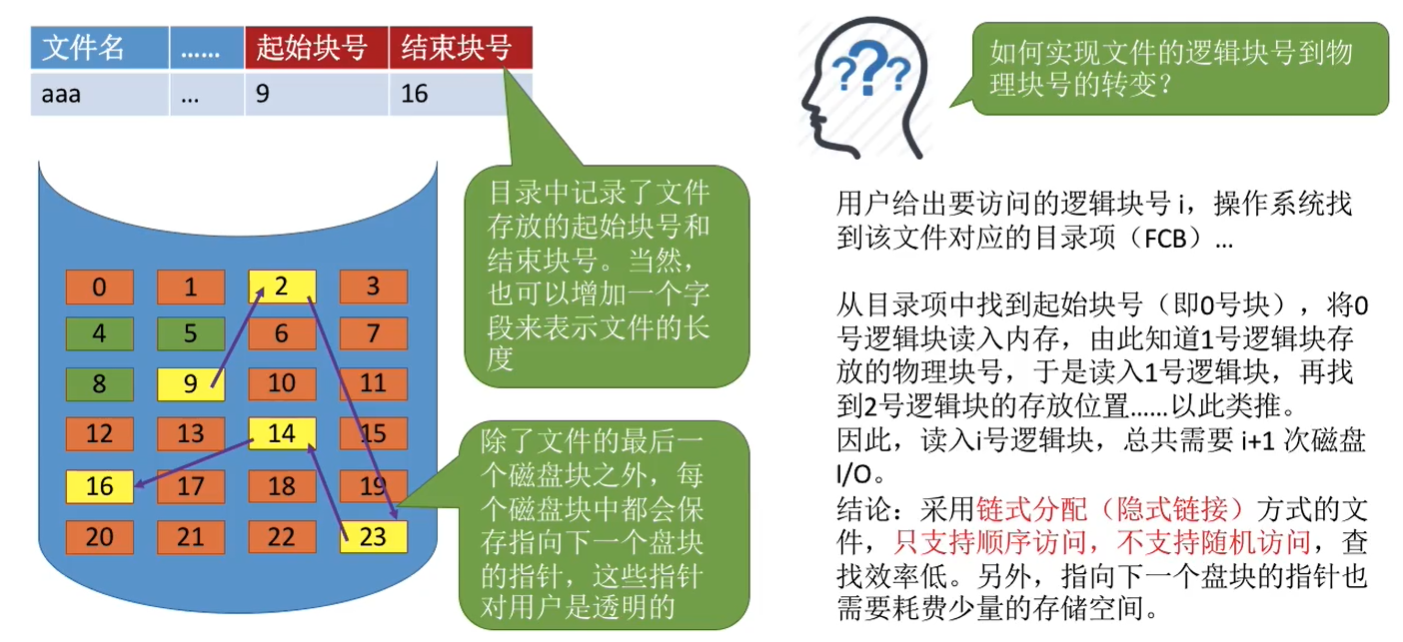 文件名 …… 起始块号 结束块号
aaa … 9 16
目录中记录了文件
存放的起始块号和
结束块号。当然，
也可以增加一个字
段来表示文件的长
度
0 1 2 3
4 5 6 7
8 9 10 11
12 13 14 15
16 17 18 19
20 21 22 23
除了文件的最后一
个磁盘块之外，每
个磁盘块中都会保
存指向下一个盘块
的指针，这些指针
对用户是透明的
???
如何实现文件的逻辑块号到物
理块号的转变？
用户给出要访问的逻辑块号 i，操作系统找
到该文件对应的目录项（FCB）…
从目录项中找到起始块号（即0号块），将0
号逻辑块读入内存，由此知道1号逻辑块存
放的物理块号，于是读入1号逻辑块，再找
到2号逻辑块的存放位置……以此类推。
因此，读入i号逻辑块，总共需要 i+1 次磁盘
I/O。
结论：采用链式分配（隐式链接）方式的文
件，只支持顺序访问，不支持随机访问，查
找效率低。另外，指向下一个盘块的指针也
需要耗费少量的存储空间。